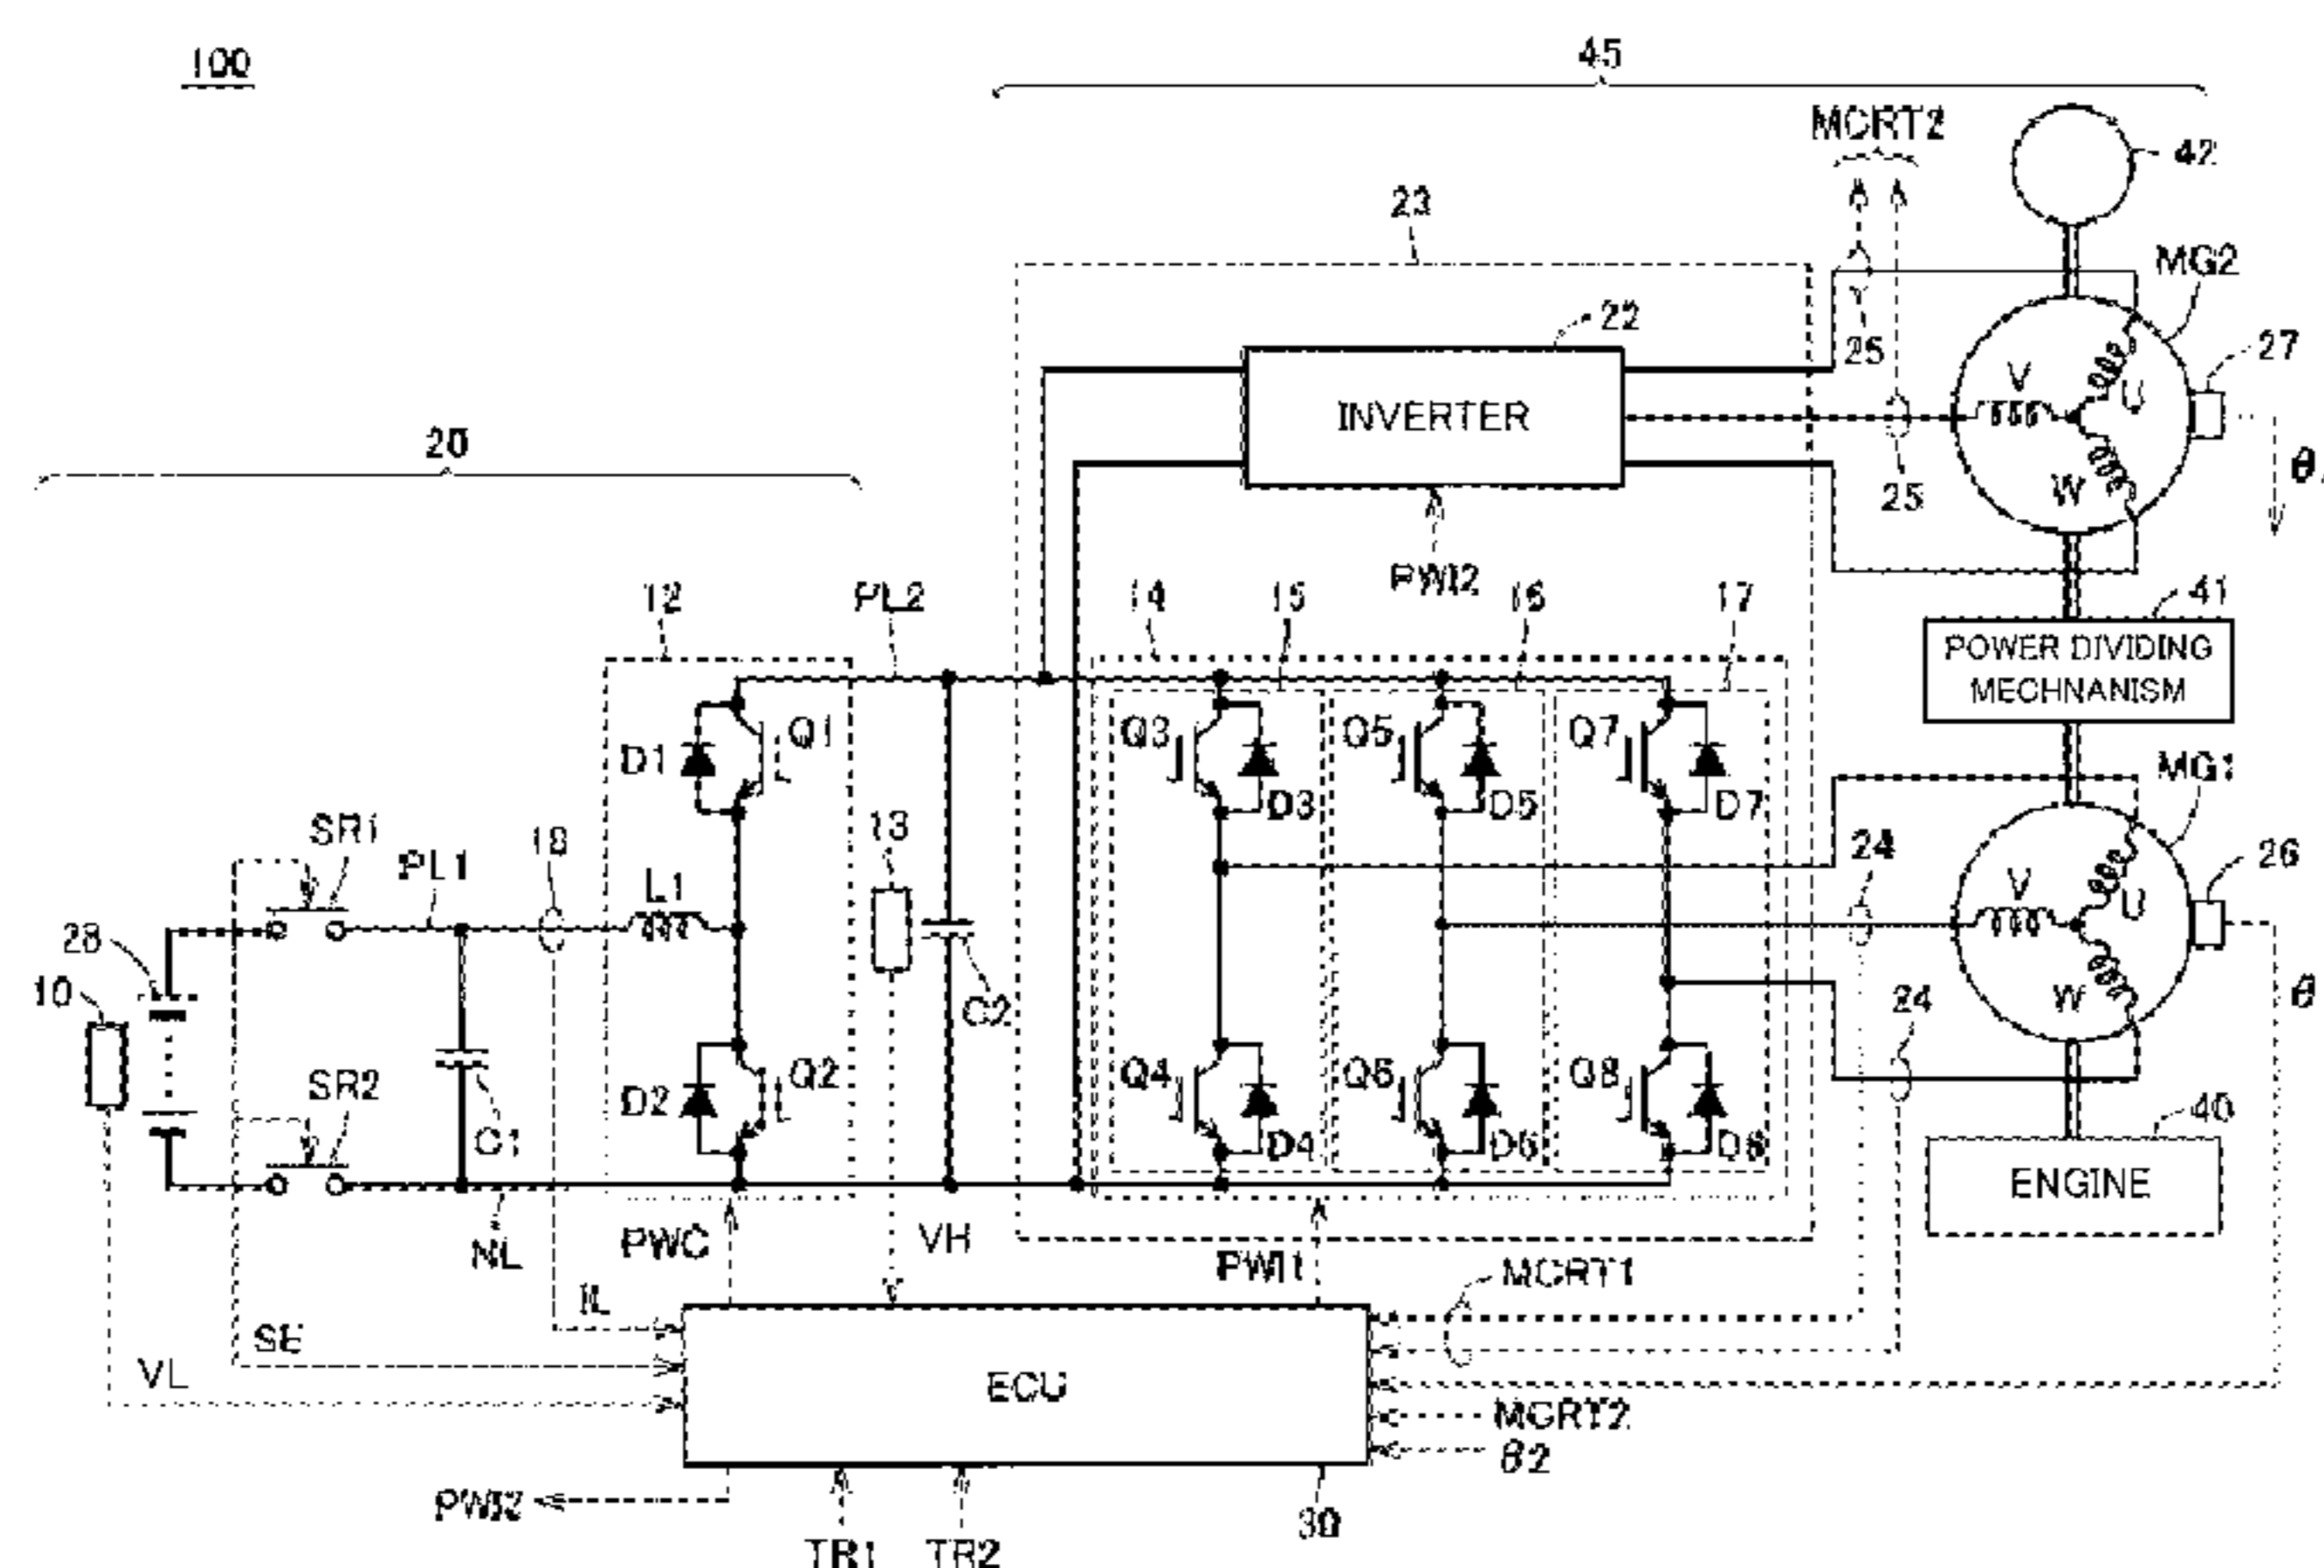 100
45
MCRT2
42
23
MG2
22
27
25
V
U
INVERTER
20
W
25
θ
PWI2
12
PL2
14
15
16
17
41
POWER DIVIDING
MECHNANISM
Q1
D1
Q3
Q5
Q7
D3
D5
D7
MG1
SR1
18
13
24
26
PL1
L1
V
U
28
10
C2
W
24
θ
SR2
Q2
D2
Q4
Q6
Q8
C1
D4
D6
D8
40
ENGINE
PWC
VH
NL
PWI1
MCRT1
IL
SE
VL
ECU
MCRT2
θ2
PWI2
30
TR1
TR2